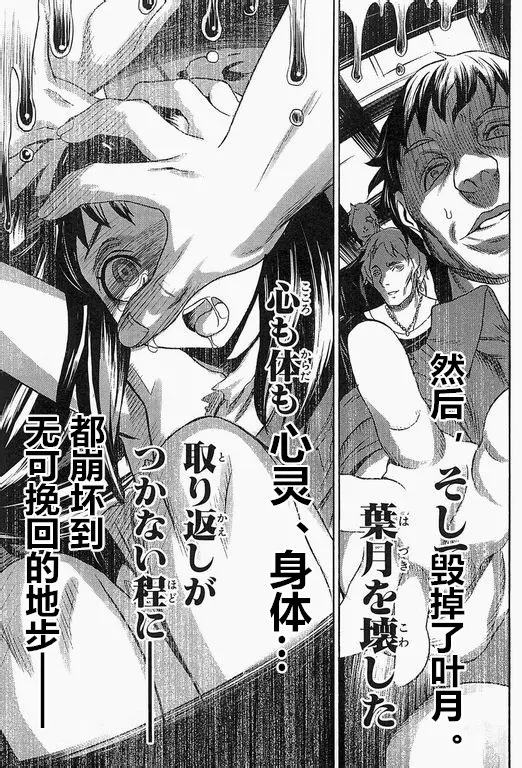 然后，
そして
毁掉了叶月。
葉月を壊した
心も体も
心灵、身体…
取り返しが
つかない程に――
都崩坏到
无可挽回的地步――